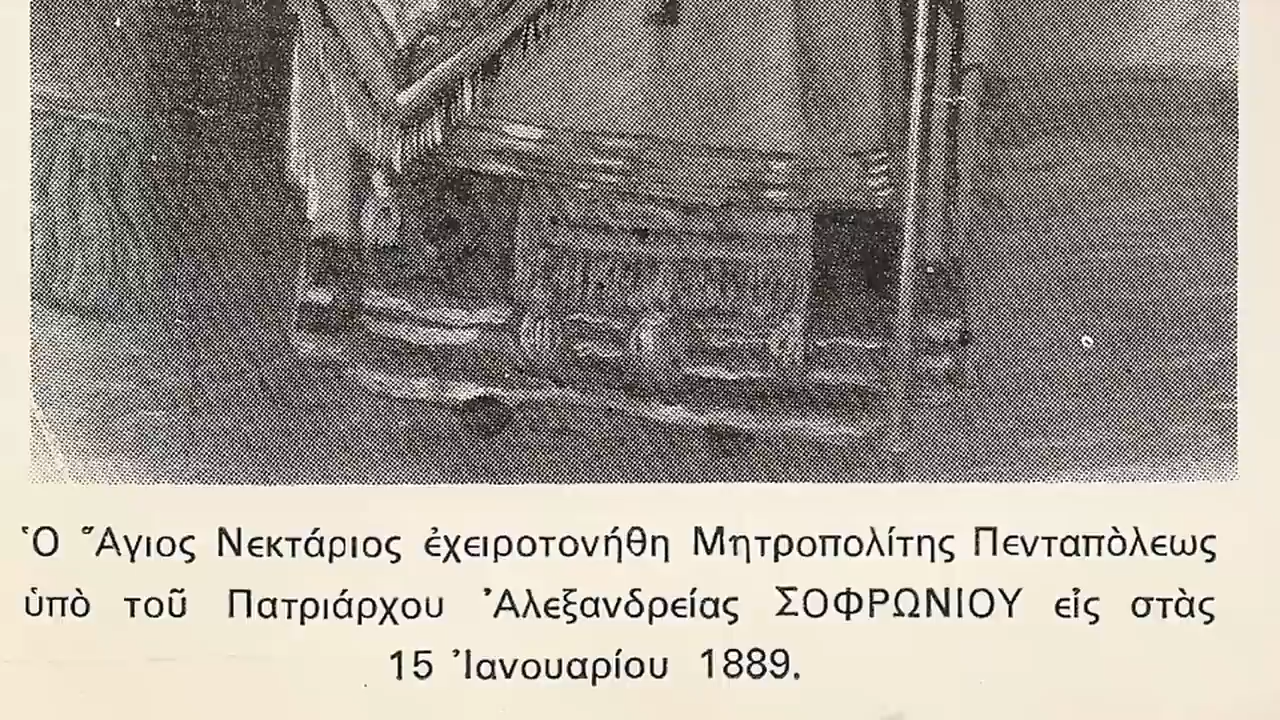 Ὁ Ἅγιος Νεκτάριος ἐχειροτονήθη Μητροπολίτης Πενταπὸλεως
ὑπὸ τοῦ Πατριάρχου Ἀλεξανδρείας ΣΟΦΡΩΝΙΟΥ εἰς στὰς
15 Ἰανουαρίου 1889.